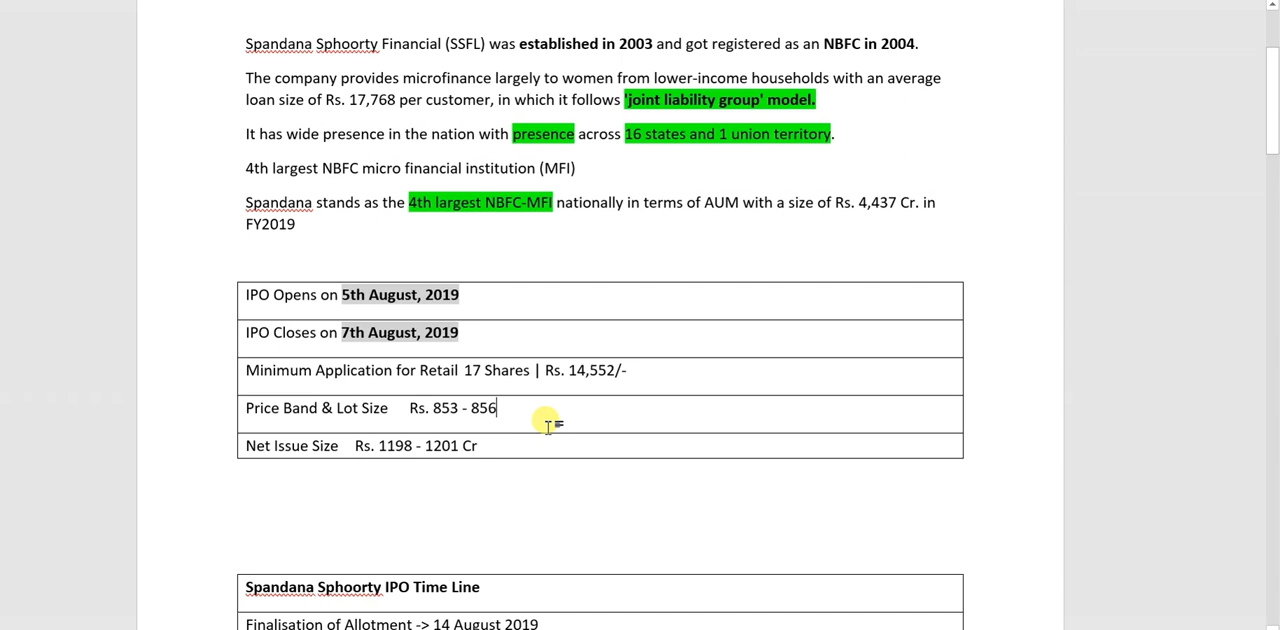 Spandana Sphoorty Financial (SSFL) was established in 2003 and got registered as an NBFC in 2004.
The company provides microfinance largely to women from lower-income households with an average
loan size of Rs. 17,768 per customer, in which it follows 'joint liability group' model.
It has wide presence in the nation with presence across 16 states and 1 union territory.
4th largest NBFC micro financial institution (MFI)
Spandana stands as the 4th largest NBFC-MFI nationally in terms of AUM with a size of Rs. 4,437 Cr. in
FY2019
IPO Opens on 5th August, 2019
IPO Closes on 7th August, 2019
Minimum Application for Retail 17 Shares | Rs. 14,552/-
Price Band & Lot Size Rs. 853 - 856
Net Issue Size Rs. 1198 - 1201 Cr
Spandana Sphoorty IPO Time Line
Finalisation of Allotment -> 14 August 2019